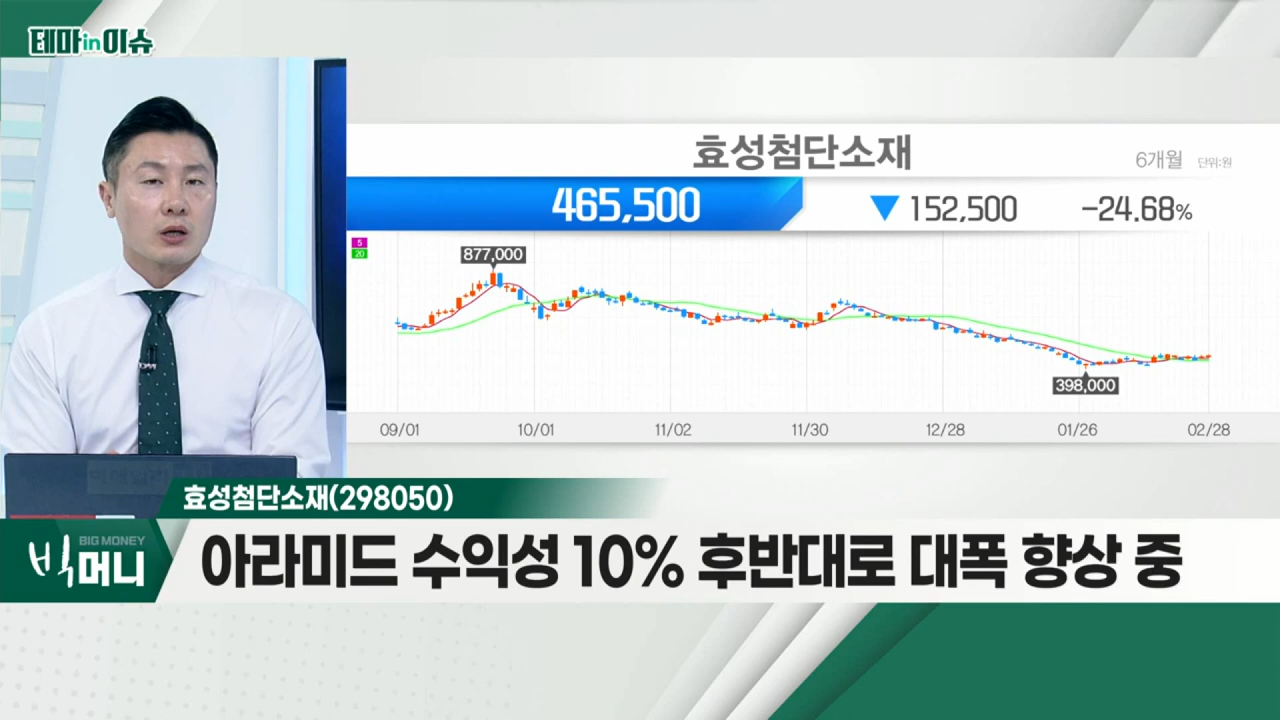 테마in이슈
효성첨단소재
6개월 단위:원
465,500 ▼152,500 -24.68%
5
20
877,000
398,000
09/01 10/01 11/02 11/30 12/28 01/26 02/28
효성첨단소재(298050)
BIG MONEY
빅머니
아라미드 수익성 10% 후반대로 대폭 향상 중